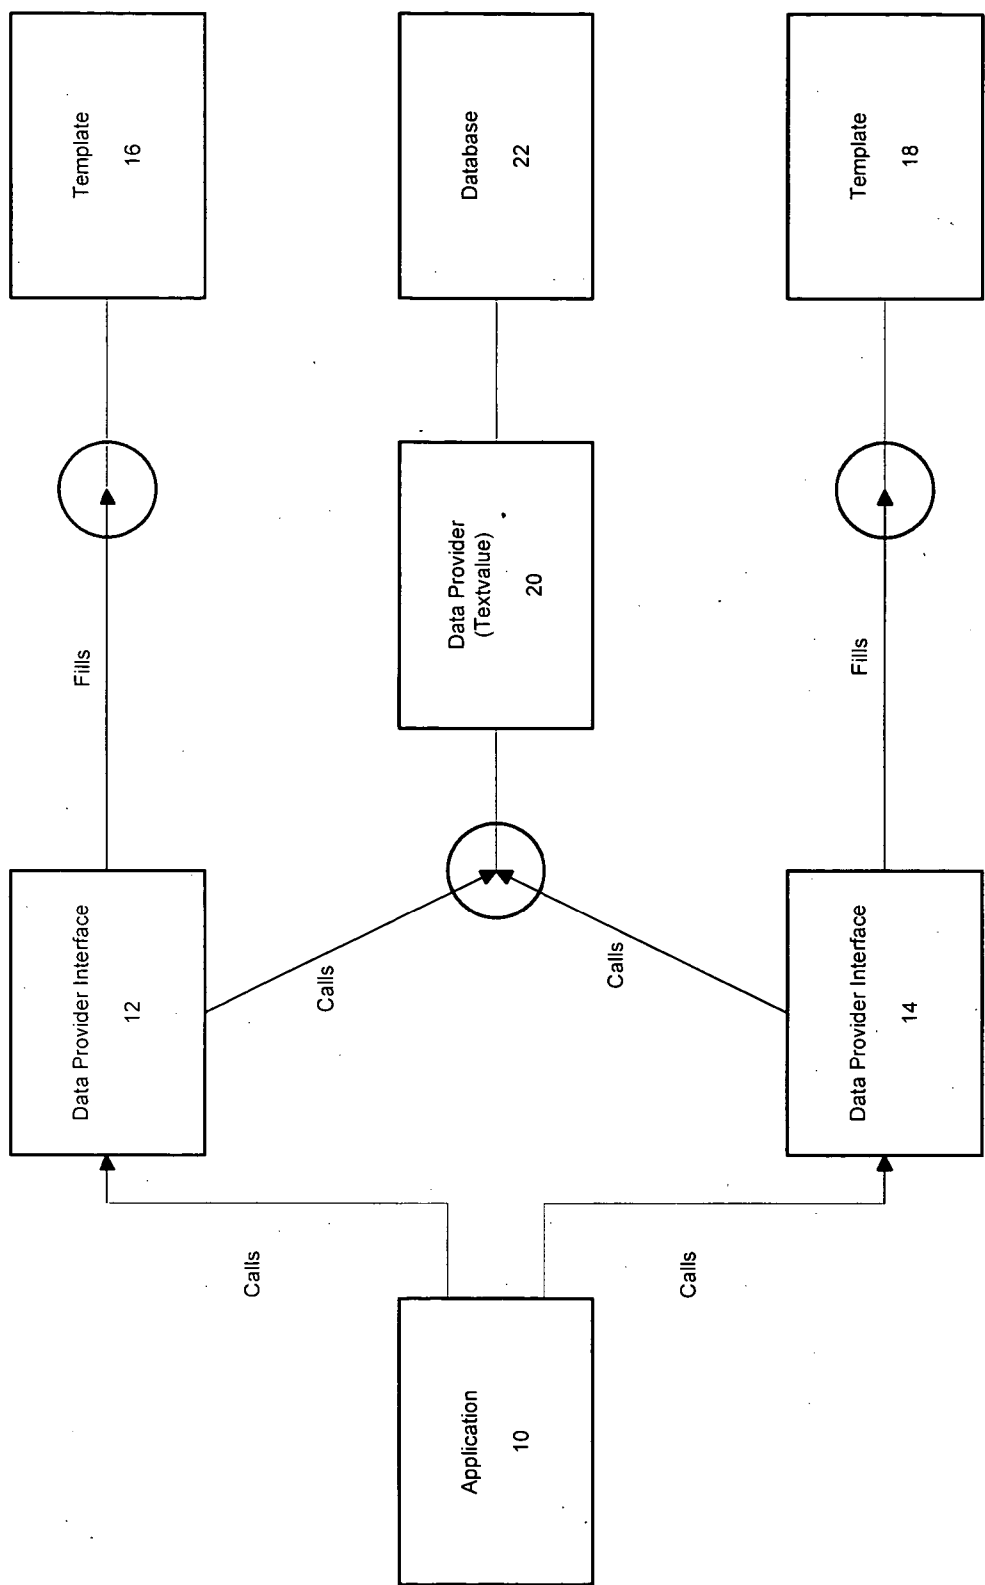 Template
16
Fills
Data Provider Interface
12
Calls
Calls
Database
22
Data Provider
(Textvalue)
20
Application
10
Template
18
Fills
Data Provider Interface
14
Calls
Calls